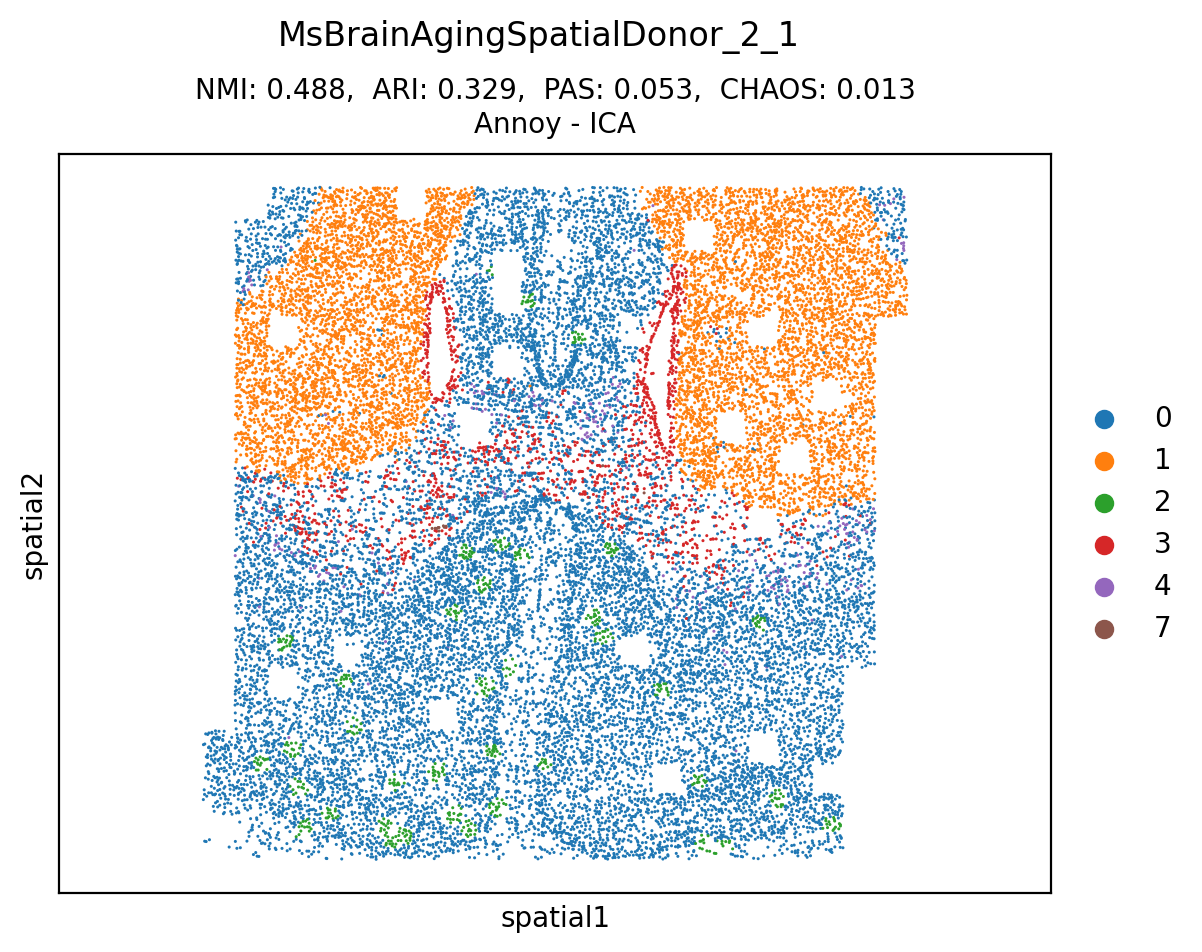 MsBrainAgingSpatialDonor_2_1
NMI: 0.488,  ARI: 0.329,  PAS: 0.053,  CHAOS: 0.013
Annoy - ICA
spatial2
0
1
2
3
4
7
spatial1